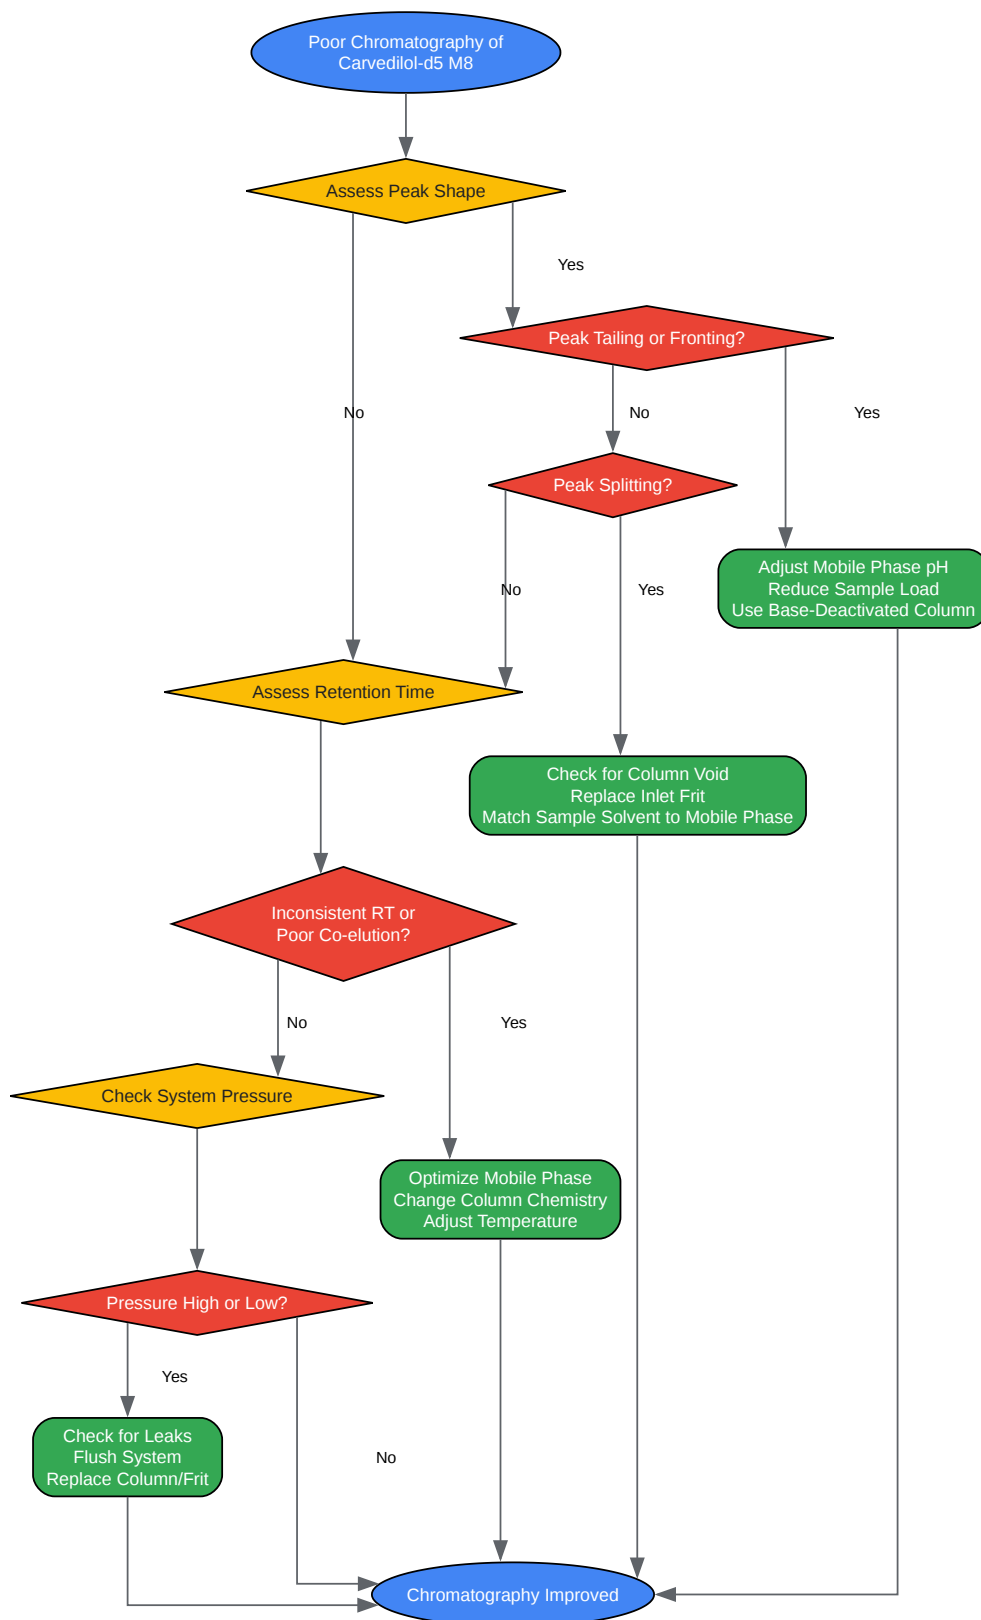 Poor Chromatography of
Carvedilol-d5 M8
Assess Peak Shape
Yes
Peak Tailing or Fronting?
No
No
Yes
Peak Splitting?
Adjust Mobile Phase pH
Reduce Sample Load
Use Base-Deactivated Column
No
Yes
Assess Retention Time
Check for Column Void
Replace Inlet Frit
Match Sample Solvent to Mobile Phase
Inconsistent RT or
Poor Co-elution?
No
Yes
Check System Pressure
Optimize Mobile Phase
Change Column Chemistry
Adjust Temperature
Pressure High or Low?
Yes
Check for Leaks
Flush System
Replace Column/Frit
No
Chromatography Improved